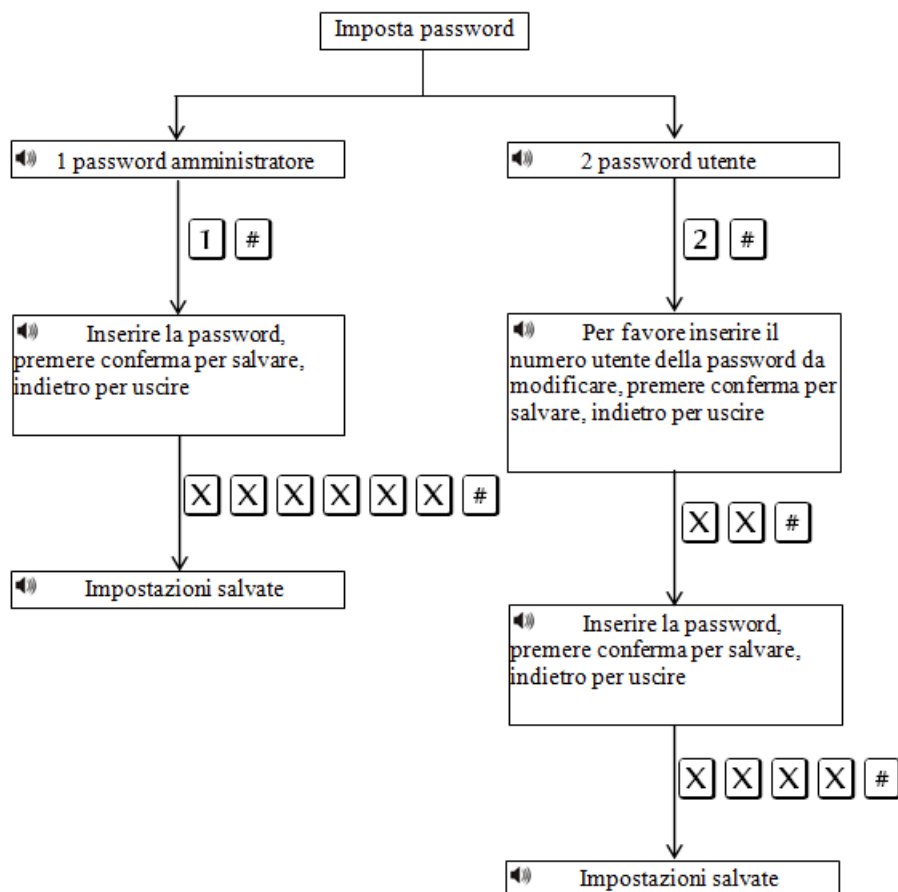 Imposta password
1 password amministratore
1 #
Inserire la password,
premere conferma per salvare,
indietro per uscire
X X X X X X #
Impostazioni salvate
2 password utente
2 #
Per favore inserire il
numero utente della password da
modificare, premere conferma per
salvare, indietro per uscire
X X #
Inserire la password,
premere conferma per salvare,
indietro per uscire
X X X X #
Impostazioni salvate